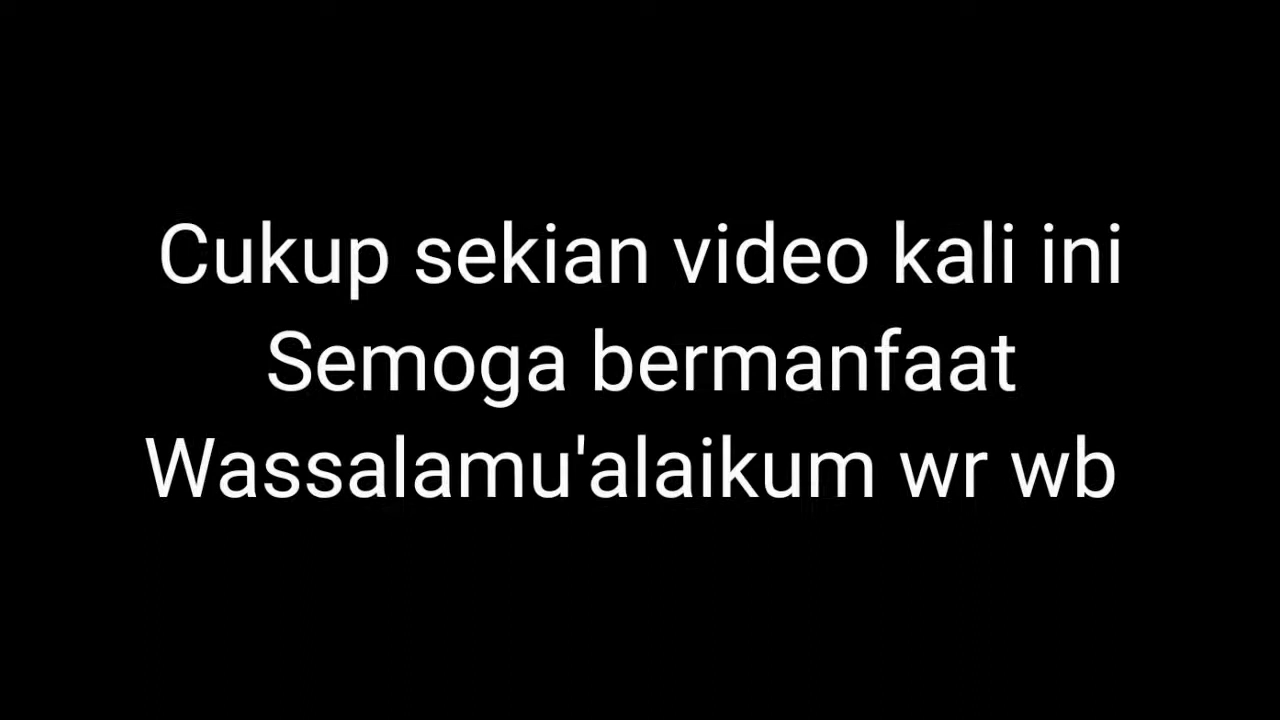 Cukup sekian video kali ini
Semoga bermanfaat
Wassalamu'alaikum wr wb